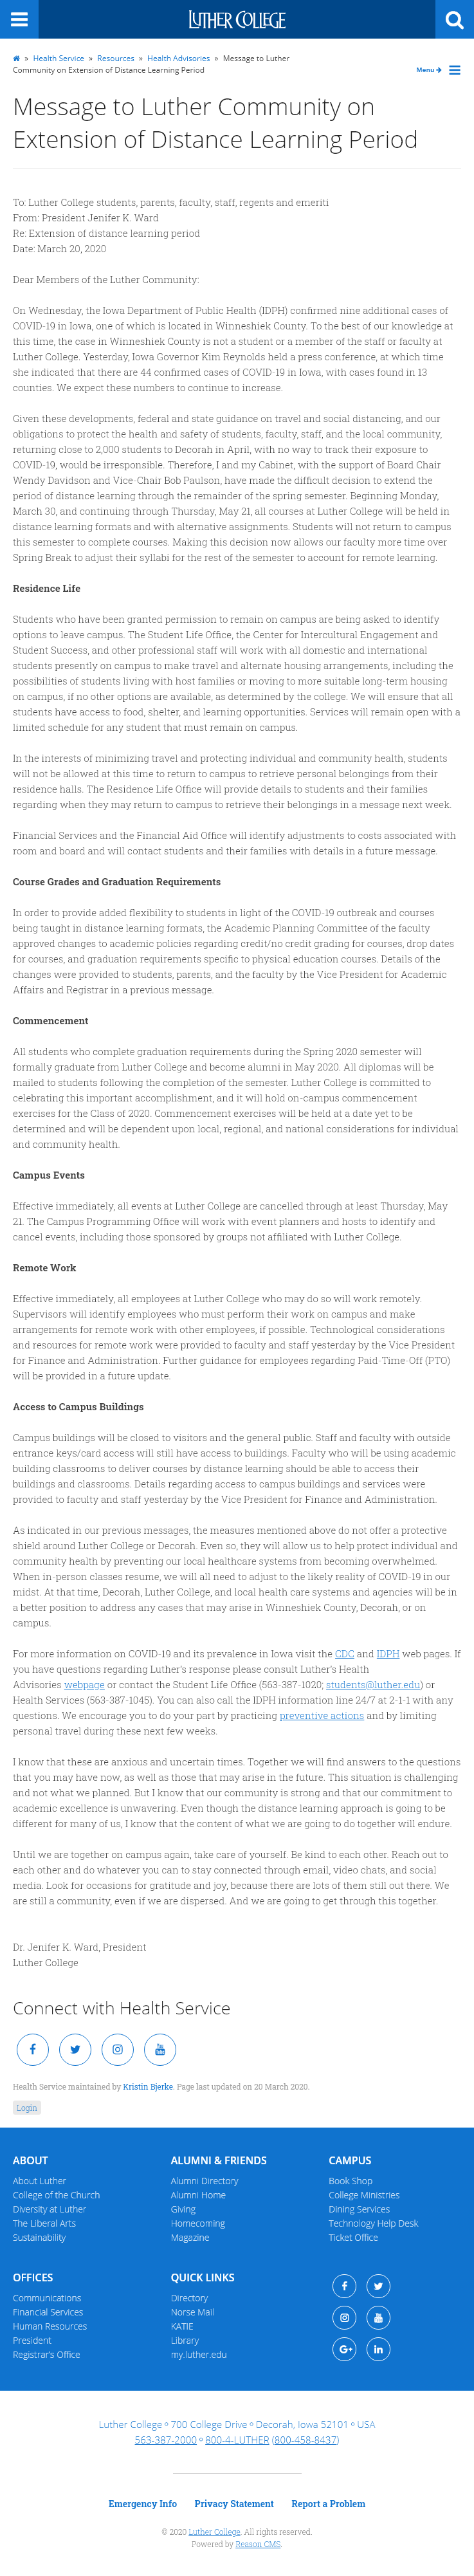 LUTHER COLLEGE
» Health Service » Resources » Health Advisories » Message to Luther
Community on Extension of Distance Learning Period
Menu
Message to Luther Community on
Extension of Distance Learning Period
To: Luther College students, parents, faculty, staff, regents and emeriti
From: President Jenifer K. Ward
Re: Extension of distance learning period
Date: March 20, 2020
Dear Members of the Luther Community:
On Wednesday, the Iowa Department of Public Health (IDPH) confirmed nine additional cases of
COVID-19 in Iowa, one of which is located in Winneshiek County. To the best of our knowledge at
this time, the case in Winneshiek County is not a student or a member of the staff or faculty at
Luther College. Yesterday, Iowa Governor Kim Reynolds held a press conference, at which time
she indicated that there are 44 confirmed cases of COVID-19 in Iowa, with cases found in 13
counties. We expect these numbers to continue to increase.
Given these developments, federal and state guidance on travel and social distancing, and our
obligations to protect the health and safety of students, faculty, staff, and the local community,
returning close to 2,000 students to Decorah in April, with no way to track their exposure to
COVID-19, would be irresponsible. Therefore, I and my Cabinet, with the support of Board Chair
Wendy Davidson and Vice-Chair Bob Paulson, have made the difficult decision to extend the
period of distance learning through the remainder of the spring semester. Beginning Monday,
March 30, and continuing through Thursday, May 21, all courses at Luther College will be held in
distance learning formats and with alternative assignments. Students will not return to campus
this semester to complete courses. Making this decision now allows our faculty more time over
Spring Break to adjust their syllabi for the rest of the semester to account for remote learning.
Residence Life
Students who have been granted permission to remain on campus are being asked to identify
options to leave campus. The Student Life Office, the Center for Intercultural Engagement and
Student Success, and other professional staff will work with all domestic and international
students presently on campus to make travel and alternate housing arrangements, including the
possibilities of students living with host families or moving to more suitable long-term housing
on campus, if no other options are available, as determined by the college. We will ensure that all
students have access to food, shelter, and learning opportunities. Services will remain open with a
limited schedule for any student that must remain on campus.
In the interests of minimizing travel and protecting individual and community health, students
will not be allowed at this time to return to campus to retrieve personal belongings from their
residence halls. The Residence Life Office will provide details to students and their families
regarding when they may return to campus to retrieve their belongings in a message next week.
Financial Services and the Financial Aid Office will identify adjustments to costs associated with
room and board and will contact students and their families with details in a future message.
Course Grades and Graduation Requirements
In order to provide added flexibility to students in light of the COVID-19 outbreak and courses
being taught in distance learning formats, the Academic Planning Committee of the faculty
approved changes to academic policies regarding credit/no credit grading for courses, drop dates
for courses, and graduation requirements specific to physical education courses. Details of the
changes were provided to students, parents, and the faculty by the Vice President for Academic
Affairs and Registrar in a previous message.
Commencement
All students who complete graduation requirements during the Spring 2020 semester will
formally graduate from Luther College and become alumni in May 2020. All diplomas will be
mailed to students following the completion of the semester. Luther College is committed to
celebrating this important accomplishment, and it will hold on-campus commencement
exercises for the Class of 2020. Commencement exercises will be held at a date yet to be
determined and will be dependent upon local, regional, and national considerations for individual
and community health.
Campus Events
Effective immediately, all events at Luther College are cancelled through at least Thursday, May
21. The Campus Programming Office will work with event planners and hosts to identify and
cancel events, including those sponsored by groups not affiliated with Luther College.
Remote Work
Effective immediately, all employees at Luther College who may do so will work remotely.
Supervisors will identify employees who must perform their work on campus and make
arrangements for remote work with other employees, if possible. Technological considerations
and resources for remote work were provided to faculty and staff yesterday by the Vice President
for Finance and Administration. Further guidance for employees regarding Paid-Time-Off (PTO)
will be provided in a future update.
Access to Campus Buildings
Campus buildings will be closed to visitors and the general public. Staff and faculty with outside
entrance keys/card access will still have access to buildings. Faculty who will be using academic
building classrooms to deliver courses by distance learning should be able to access their
buildings and classrooms. Details regarding access to campus buildings and services were
provided to faculty and staff yesterday by the Vice President for Finance and Administration.
As indicated in our previous messages, the measures mentioned above do not offer a protective
shield around Luther College or Decorah. Even so, they will allow us to help protect individual and
community health by preventing our local healthcare systems from becoming overwhelmed.
When in-person classes resume, we will all need to adjust to the likely reality of COVID-19 in our
midst. At that time, Decorah, Luther College, and local health care systems and agencies will be in
a better position to address any cases that may arise in Winneshiek County, Decorah, or on
campus.
For more information on COVID-19 and its prevalence in Iowa visit the CDC and IDPH web pages. If
you have questions regarding Luther's response please consult Luther's Health
Advisories webpage or contact the Student Life Office (563-387-1020; students@luther.edu) or
Health Services (563-387-1045). You can also call the IDPH information line 24/7 at 2-1-1 with any
questions. We encourage you to do your part by practicing preventive actions and by limiting
personal travel during these next few weeks.
I know that these are anxious and uncertain times. Together we will find answers to the questions
that you may have now, as well as those that may arise in the future. This situation is challenging
and not what we planned. But I know that our community is strong and that our commitment to
academic excellence is unwavering. Even though the distance learning approach is going to be
different for many of us, I know that the content of what we are going to do together will endure.
Until we are together on campus again, take care of yourself. Be kind to each other. Reach out to
each other and do whatever you can to stay connected through email, video chats, and social
media. Look for occasions for gratitude and joy, because there are lots of them still out there. We
are still a community, even if we are dispersed. And we are going to get through this together.
Dr. Jenifer K. Ward, President
Luther College
Connect with Health Service
Health Service maintained by Kristin Bjerke. Page last updated on 20 March 2020.
Login
ABOUT
About Luther
College of the Church
Diversity at Luther
The Liberal Arts
Sustainability
ALUMNI & FRIENDS
Alumni Directory
Alumni Home
Giving
Homecoming
Magazine
CAMPUS
Book Shop
College Ministries
Dining Services
Technology Help Desk
Ticket Office
OFFICES
Communications
Financial Services
Human Resources
President
Registrar's Office
QUICK LINKS
Directory
Norse Mail
KATIE
Library
my.luther.edu
Luther College º 700 College Drive º Decorah, Iowa 52101 º USA
563-387-2000 º 800-4-LUTHER (800-458-8437)
Emergency Info Privacy Statement Report a Problem
© 2020 Luther College. All rights reserved.
Powered by Reason CMS.